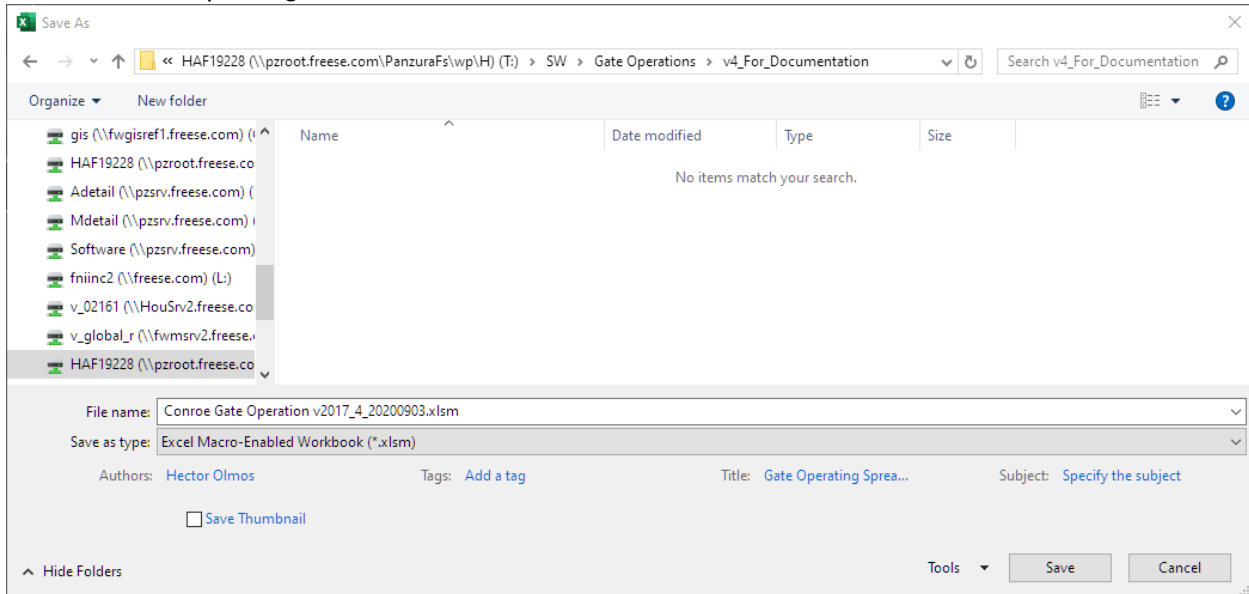 Save As
« HAF19228 (\\pzroot.freese.com\PanzuraFs\wp\H) (T:) › SW › Gate Operations › v4_For_Documentation
Search v4_For_Documentation
Organize
New folder
Name
Date modified
Type
Size
No items match your search.
gis (\\fwgisref1.freese.com) (
HAF19228 (\\pzroot.freese.co
Adetail (\\pzsrv.freese.com) (
Mdetail (\\pzsrv.freese.com) (
Software (\\pzsrv.freese.com)
fniinc2 (\\freese.com) (L:)
v_02161 (\\HouSrv2.freese.co
v_global_r (\\fwmsrv2.freese.
HAF19228 (\\pzroot.freese.co
File name: Conroe Gate Operation v2017_4_20200903.xlsm
Save as type: Excel Macro-Enabled Workbook (*.xlsm)
Authors: Hector Olmos Tags: Add a tag Title: Gate Operating Sprea... Subject: Specify the subject
Save Thumbnail
Hide Folders
Tools
Save
Cancel